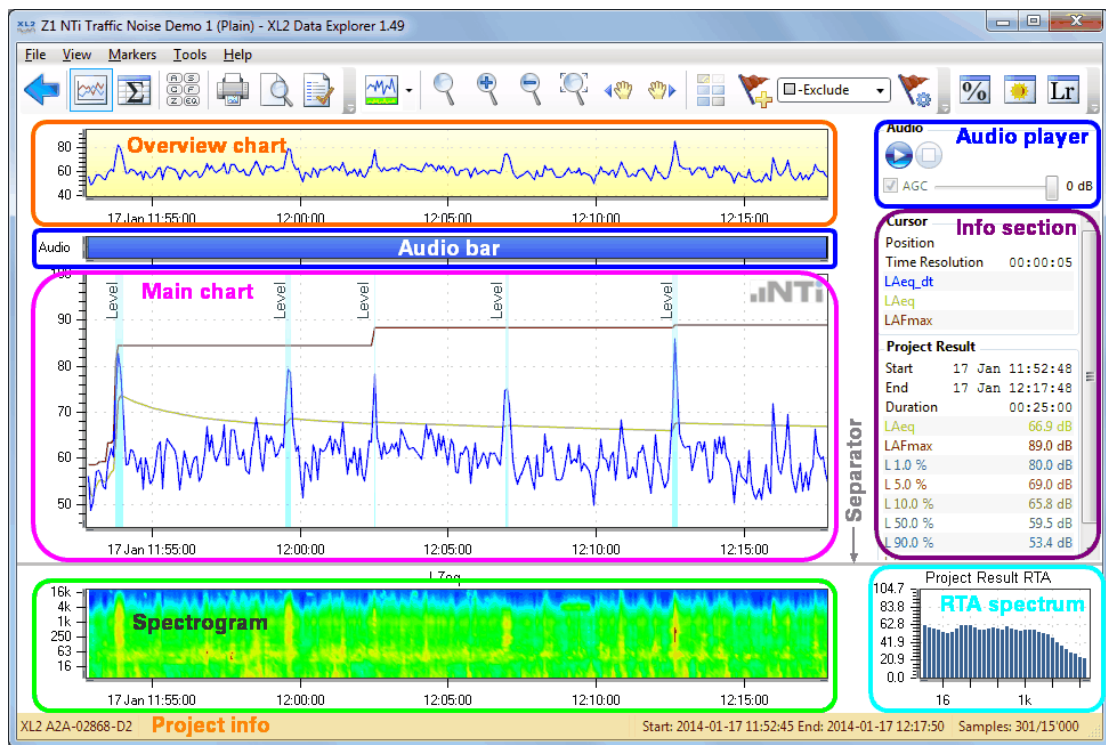 Z1 NTi Traffic Noise Demo 1 (Plain) - XL2 Data Explorer 1.49
File View Markers Tools Help
-Exclude
Overview chart
80
60
40
17 Jan 11:55:00 12:00:00 12:05:00 12:10:00 12:15:00
Audio
Audio player
AGC 0 dB
Audio Audio bar
Cursor
Info section
Position
Time Resolution 00:00:05
LAeq_dt
LAeq
LAFmax
Project Result
Start 17 Jan 11:52:48
End 17 Jan 12:17:48
Duration 00:25:00
LAeq 66.9 dB
LAFmax 89.0 dB
L 1.0 % 80.0 dB
L 5.0 % 69.0 dB
L 10.0 % 65.8 dB
L 50.0 % 59.5 dB
L 90.0 % 53.4 dB
Main chart
Level Level Level Level Level
NTi
100
90
80
70
60
50
17 Jan 11:55:00 12:00:00 12:05:00 12:10:00 12:15:00
Separator
Spectrogram
16k
4k
1k
250
63
16
17 Jan 11:55:00 12:00:00 12:05:00 12:10:00 12:15:00
Project Result RTA
RTA spectrum
104.7
83.8
62.8
41.9
20.9
0.0
16 1k
XL2 A2A-02868-D2 Project info Start: 2014-01-17 11:52:45 End: 2014-01-17 12:17:50 Samples: 301/15'000